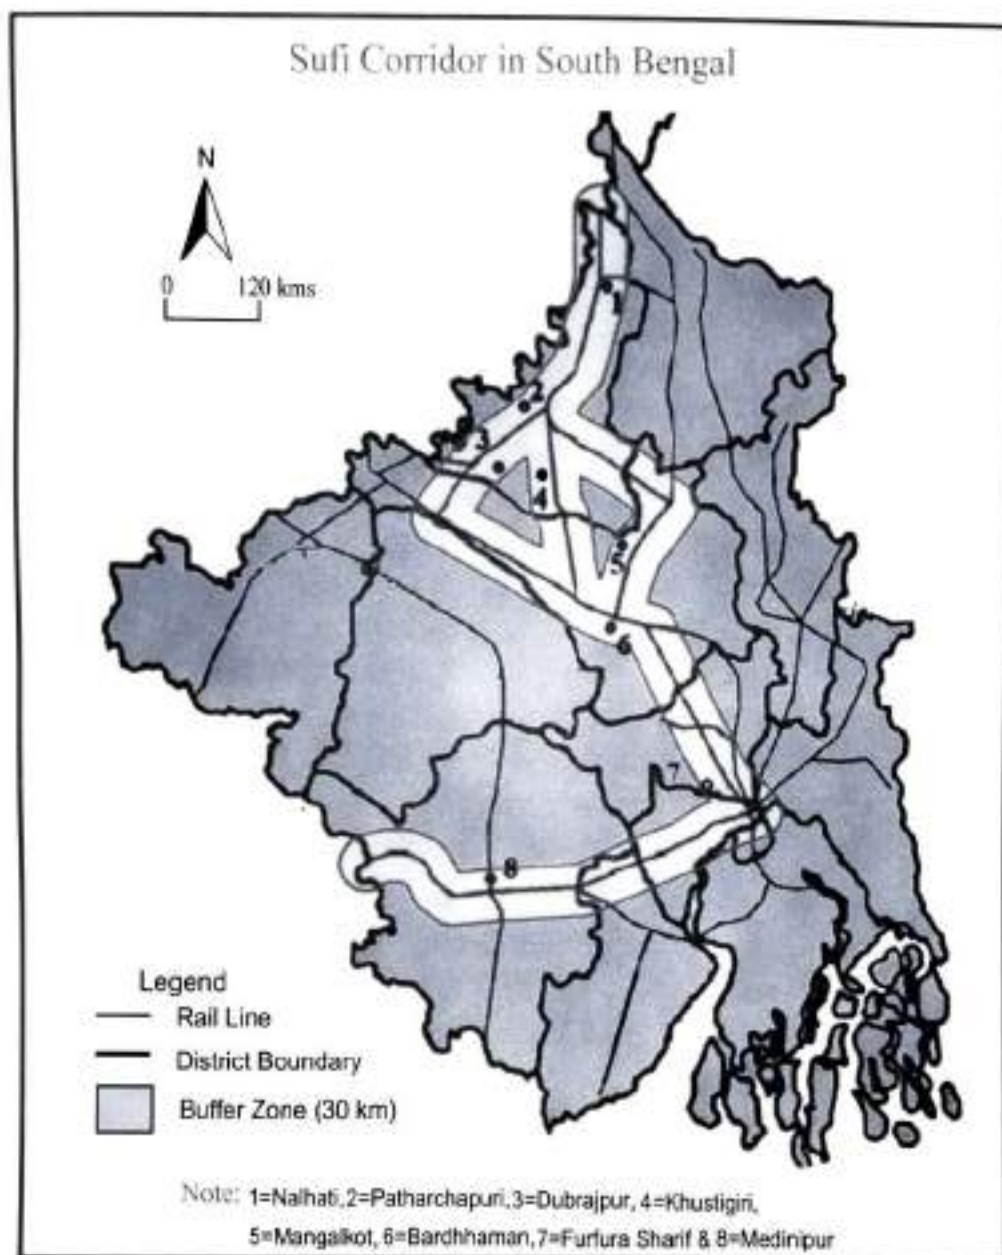 Sufi Corridor in South Bengal
N
0 120 kms
1
2
3
4
5
6
7
8
Legend
Rail Line
District Boundary
Buffer Zone (30 km)
Note: 1=Nalhati,2=Patharchapuri,3=Dubrajpur, 4=Khustigiri,
5=Mangalkot, 6=Bardhhaman,7=Furfura Sharif & 8=Medinipur